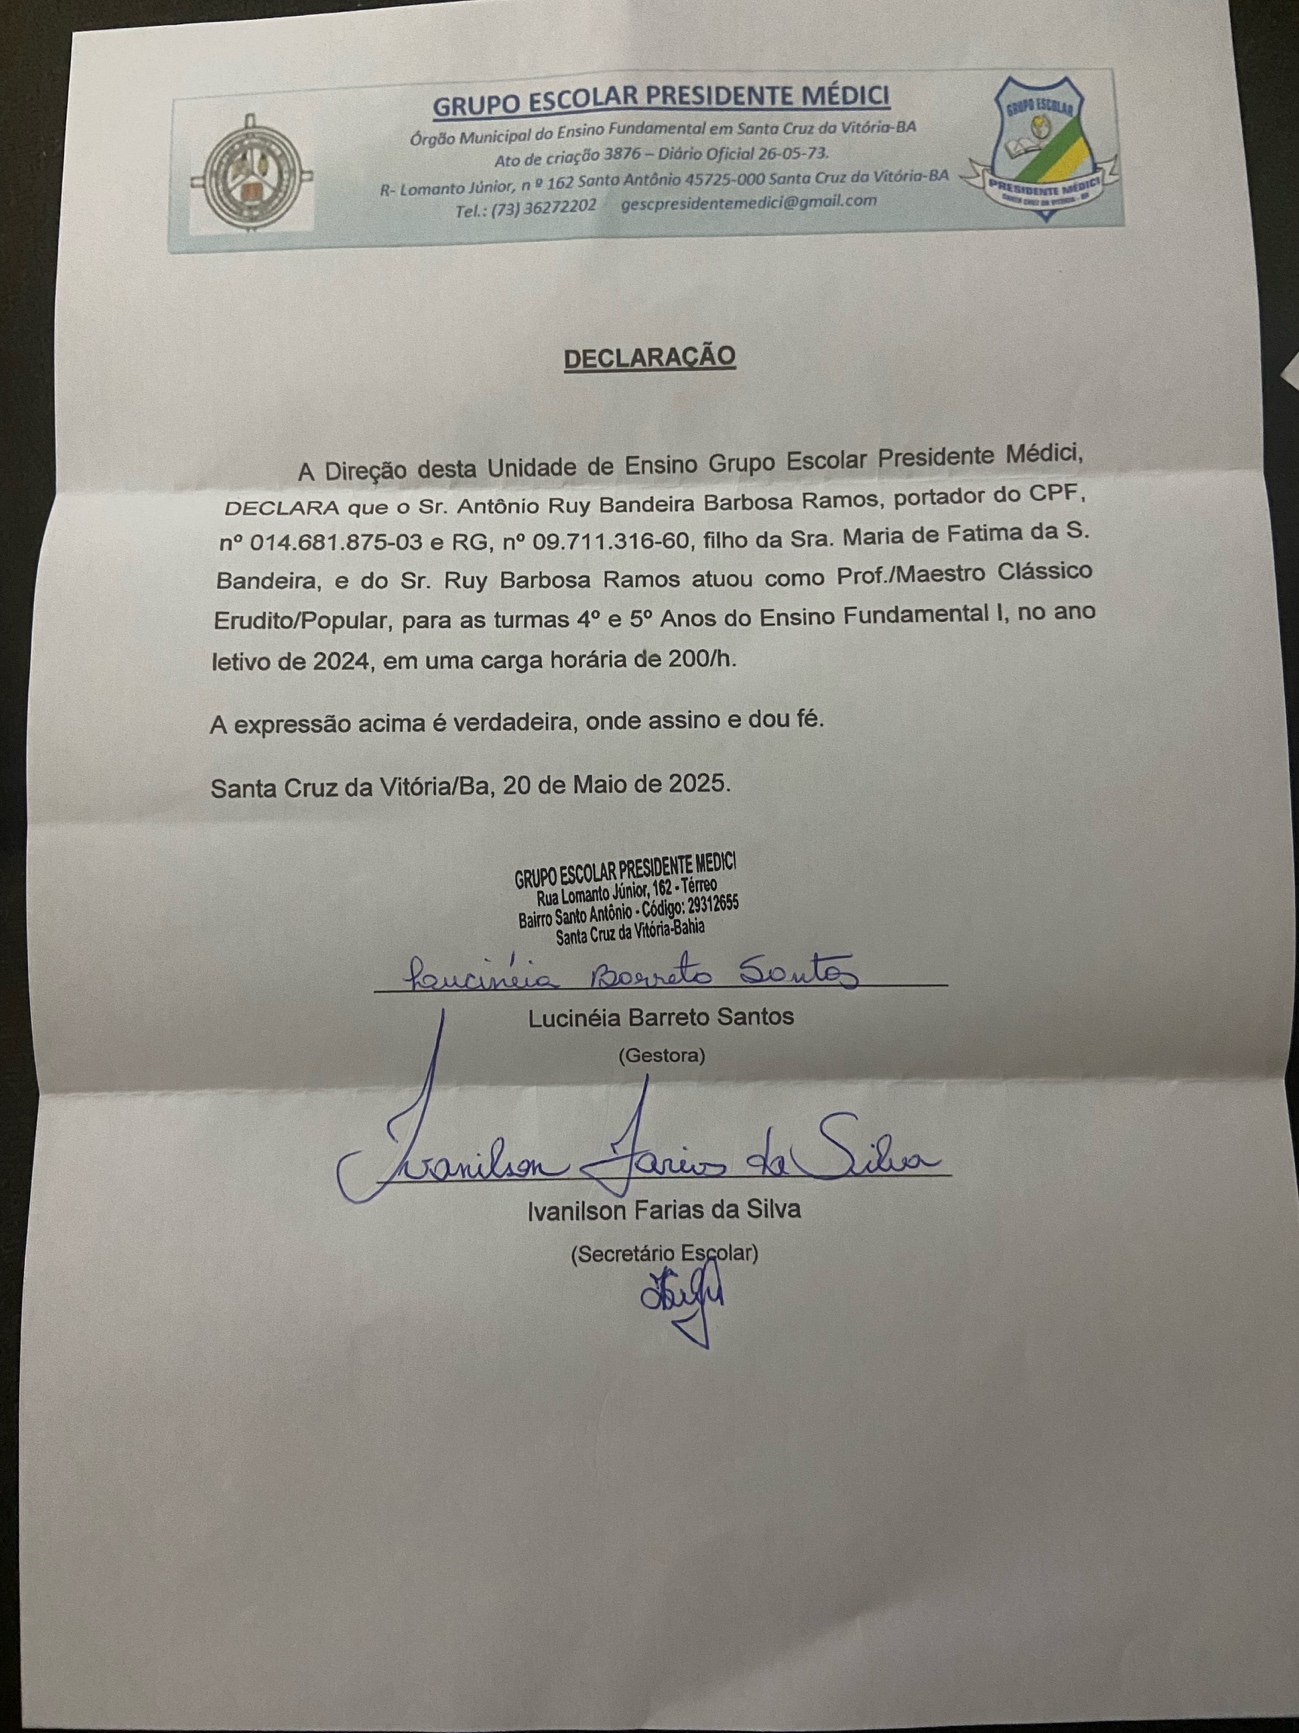 GRUPO ESCOLAR PRESIDENTE MÉDICI
Órgão Municipal do Ensino Fundamental em Santa Cruz da Vitória-BA
Ato de criação 3876 – Diário Oficial 26-05-73.
R- Lomanto Júnior, n º 162 Santo Antônio 45725-000 Santa Cruz da Vitória-BA
Tel.: (73) 36272202 gescpresidentemedici@gmail.com
GRUPO ESCOLAR
PRESIDENTE MÉDICI
SANTA CRUZ DA VITÓRIA - BA
DECLARAÇÃO
A Direção desta Unidade de Ensino Grupo Escolar Presidente Médici,
DECLARA que o Sr. Antônio Ruy Bandeira Barbosa Ramos, portador do CPF,
nº 014.681.875-03 e RG, nº 09.711.316-60, filho da Sra. Maria de Fatima da S.
Bandeira, e do Sr. Ruy Barbosa Ramos atuou como Prof./Maestro Clássico
Erudito/Popular, para as turmas 4º e 5º Anos do Ensino Fundamental I, no ano
letivo de 2024, em uma carga horária de 200/h.
A expressão acima é verdadeira, onde assino e dou fé.
Santa Cruz da Vitória/Ba, 20 de Maio de 2025.
GRUPO ESCOLAR PRESIDENTE MEDICI
Rua Lomanto Júnior, 162 - Térreo
Bairro Santo Antônio - Código: 29312655
Santa Cruz da Vitória-Bahia
Lucinéia Barreto Santos
Lucinéia Barreto Santos
(Gestora)
Ivanilson Farias da Silva
Ivanilson Farias da Silva
(Secretário Escolar)